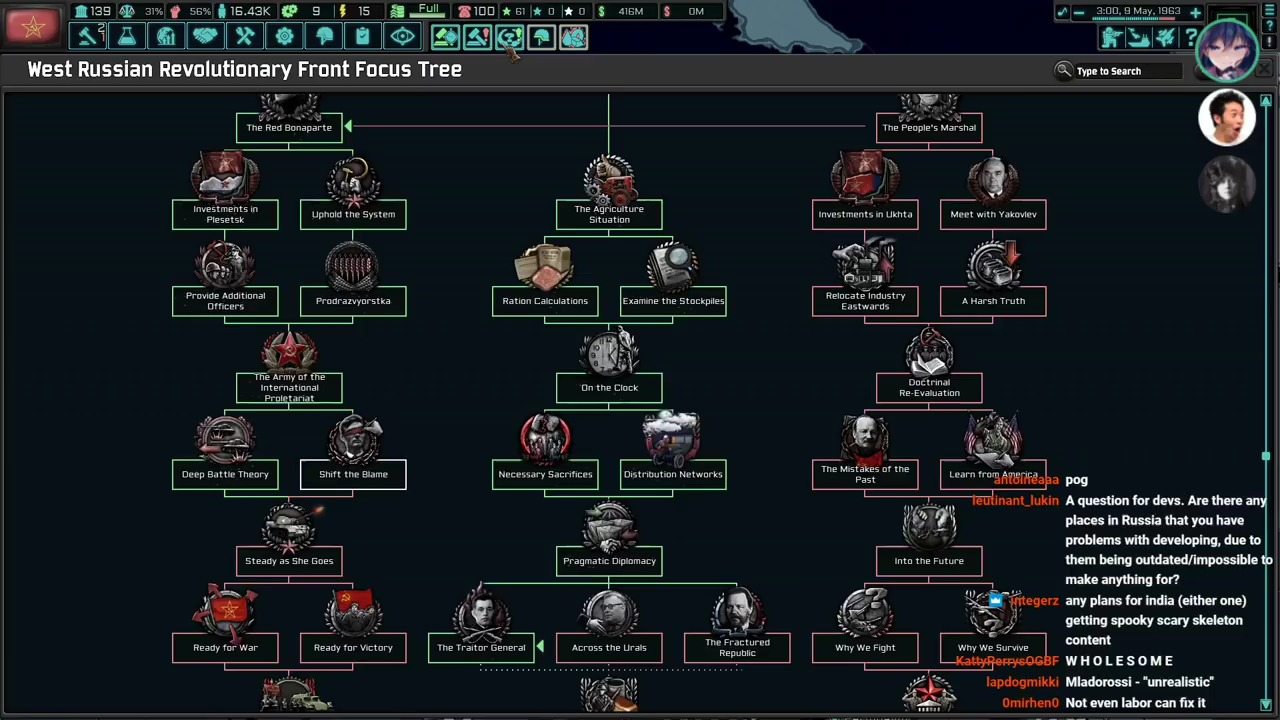 139 31% 56% 16.43K 9 15 Full 100 61 0 0 $ 416M $ 0M 3:00, 9 May, 1963
2
West Russian Revolutionary Front Focus Tree
Type to Search
The Red Bonaparte
The People's Marshal
Investments in
Plesetsk
Uphold the System
The Agriculture
Situation
Investments in Ukhta
Meet with Yakovlev
Provide Additional
Officers
Prodrazvyorstka
Ration Calculations
Examine the Stockpiles
Relocate Industry
Eastwards
A Harsh Truth
The Army of the
International
Proletariat
On the Clock
Doctrinal
Re-Evaluation
Deep Battle Theory
Shift the Blame
Necessary Sacrifices
Distribution Networks
The Mistakes of the
Past
Learn from America
Steady as She Goes
Pragmatic Diplomacy
Into the Future
Ready for War
Ready for Victory
The Traitor General
Across the Urals
The Fractured
Republic
Why We Fight
Why We Survive
antoineaaa pog
leutinant_lukin A question for devs. Are there any
places in Russia that you have
problems with developing, due to
them being outdated/impossible to
make anything for?
integerz any plans for india (either one)
getting spooky scary skeleton
content
KattyPerrysOGBF W H O L E S O M E
lapdogmikki Mladorossi - "unrealistic"
0mirhen0 Not even labor can fix it